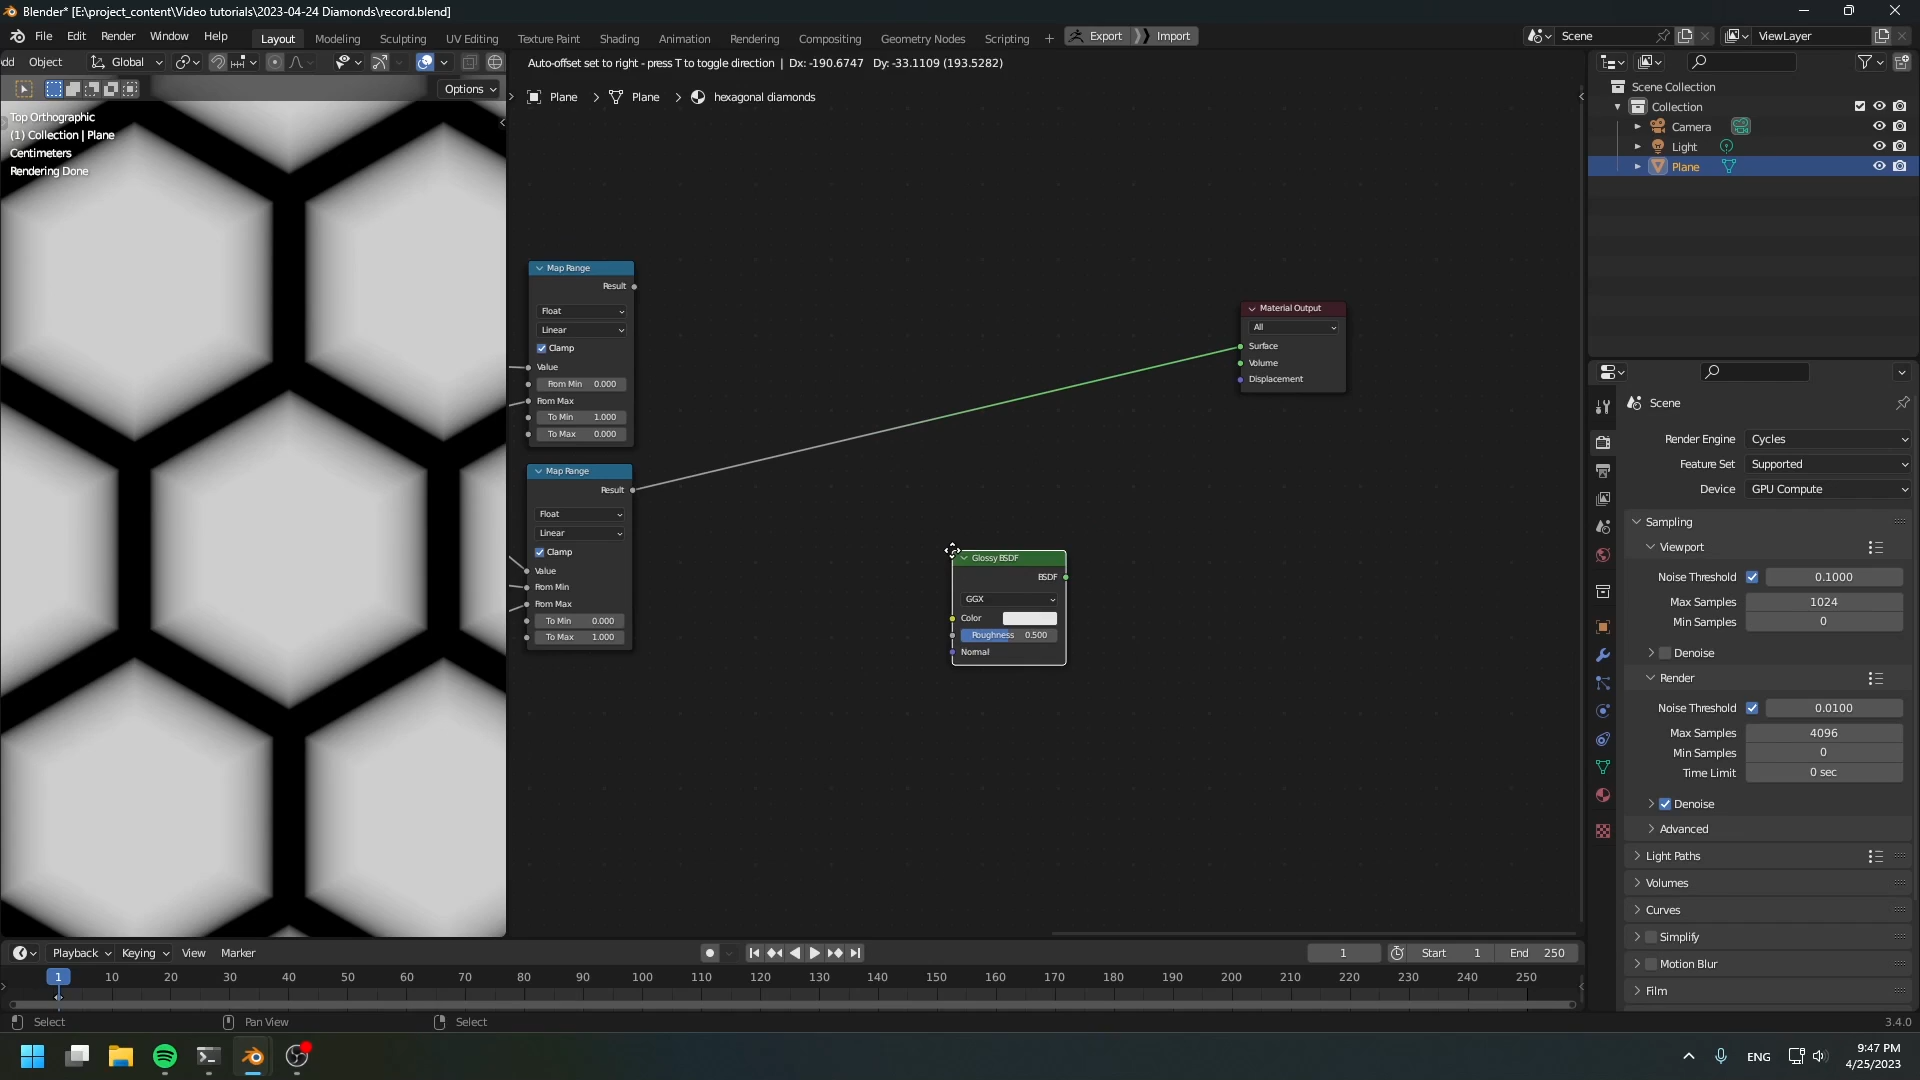 Blender* [E:\project_content\Video tutorials\2023-04-24 Diamonds\record.blend]
File Edit Render Window Help Layout Modeling Sculpting UV Editing Texture Paint Shading Animation Rendering Compositing Geometry Nodes Scripting + Export Import Scene ViewLayer
dd Object Global
Auto-offset set to right - press T to toggle direction | Dx: -190.6747 Dy: -33.1109 (193.5282)
Options
Plane > Plane > hexagonal diamonds
Top Orthographic
(1) Collection | Plane
Centimeters
Rendering Done
Map Range
Result
Float
Linear
Clamp
Value
From Min 0.000
From Max
To Min 1.000
To Max 0.000
Map Range
Result
Float
Linear
Clamp
Value
From Min
From Max
To Min 0.000
To Max 1.000
Glossy BSDF
BSDF
GGX
Color
Roughness 0.500
Normal
Material Output
All
Surface
Volume
Displacement
Scene Collection
Collection
Camera
Light
Plane
Scene
Render Engine Cycles
Feature Set Supported
Device GPU Compute
Sampling
Viewport
Noise Threshold 0.1000
Max Samples 1024
Min Samples 0
Denoise
Render
Noise Threshold 0.0100
Max Samples 4096
Min Samples 0
Time Limit 0 sec
Denoise
Advanced
Light Paths
Volumes
Curves
Simplify
Motion Blur
Film
Playback Keying View Marker 1 Start 1 End 250
1 10 20 30 40 50 60 70 80 90 100 110 120 130 140 150 160 170 180 190 200 210 220 230 240 250
Select Pan View Select 3.4.0
ENG
9:47 PM
4/25/2023